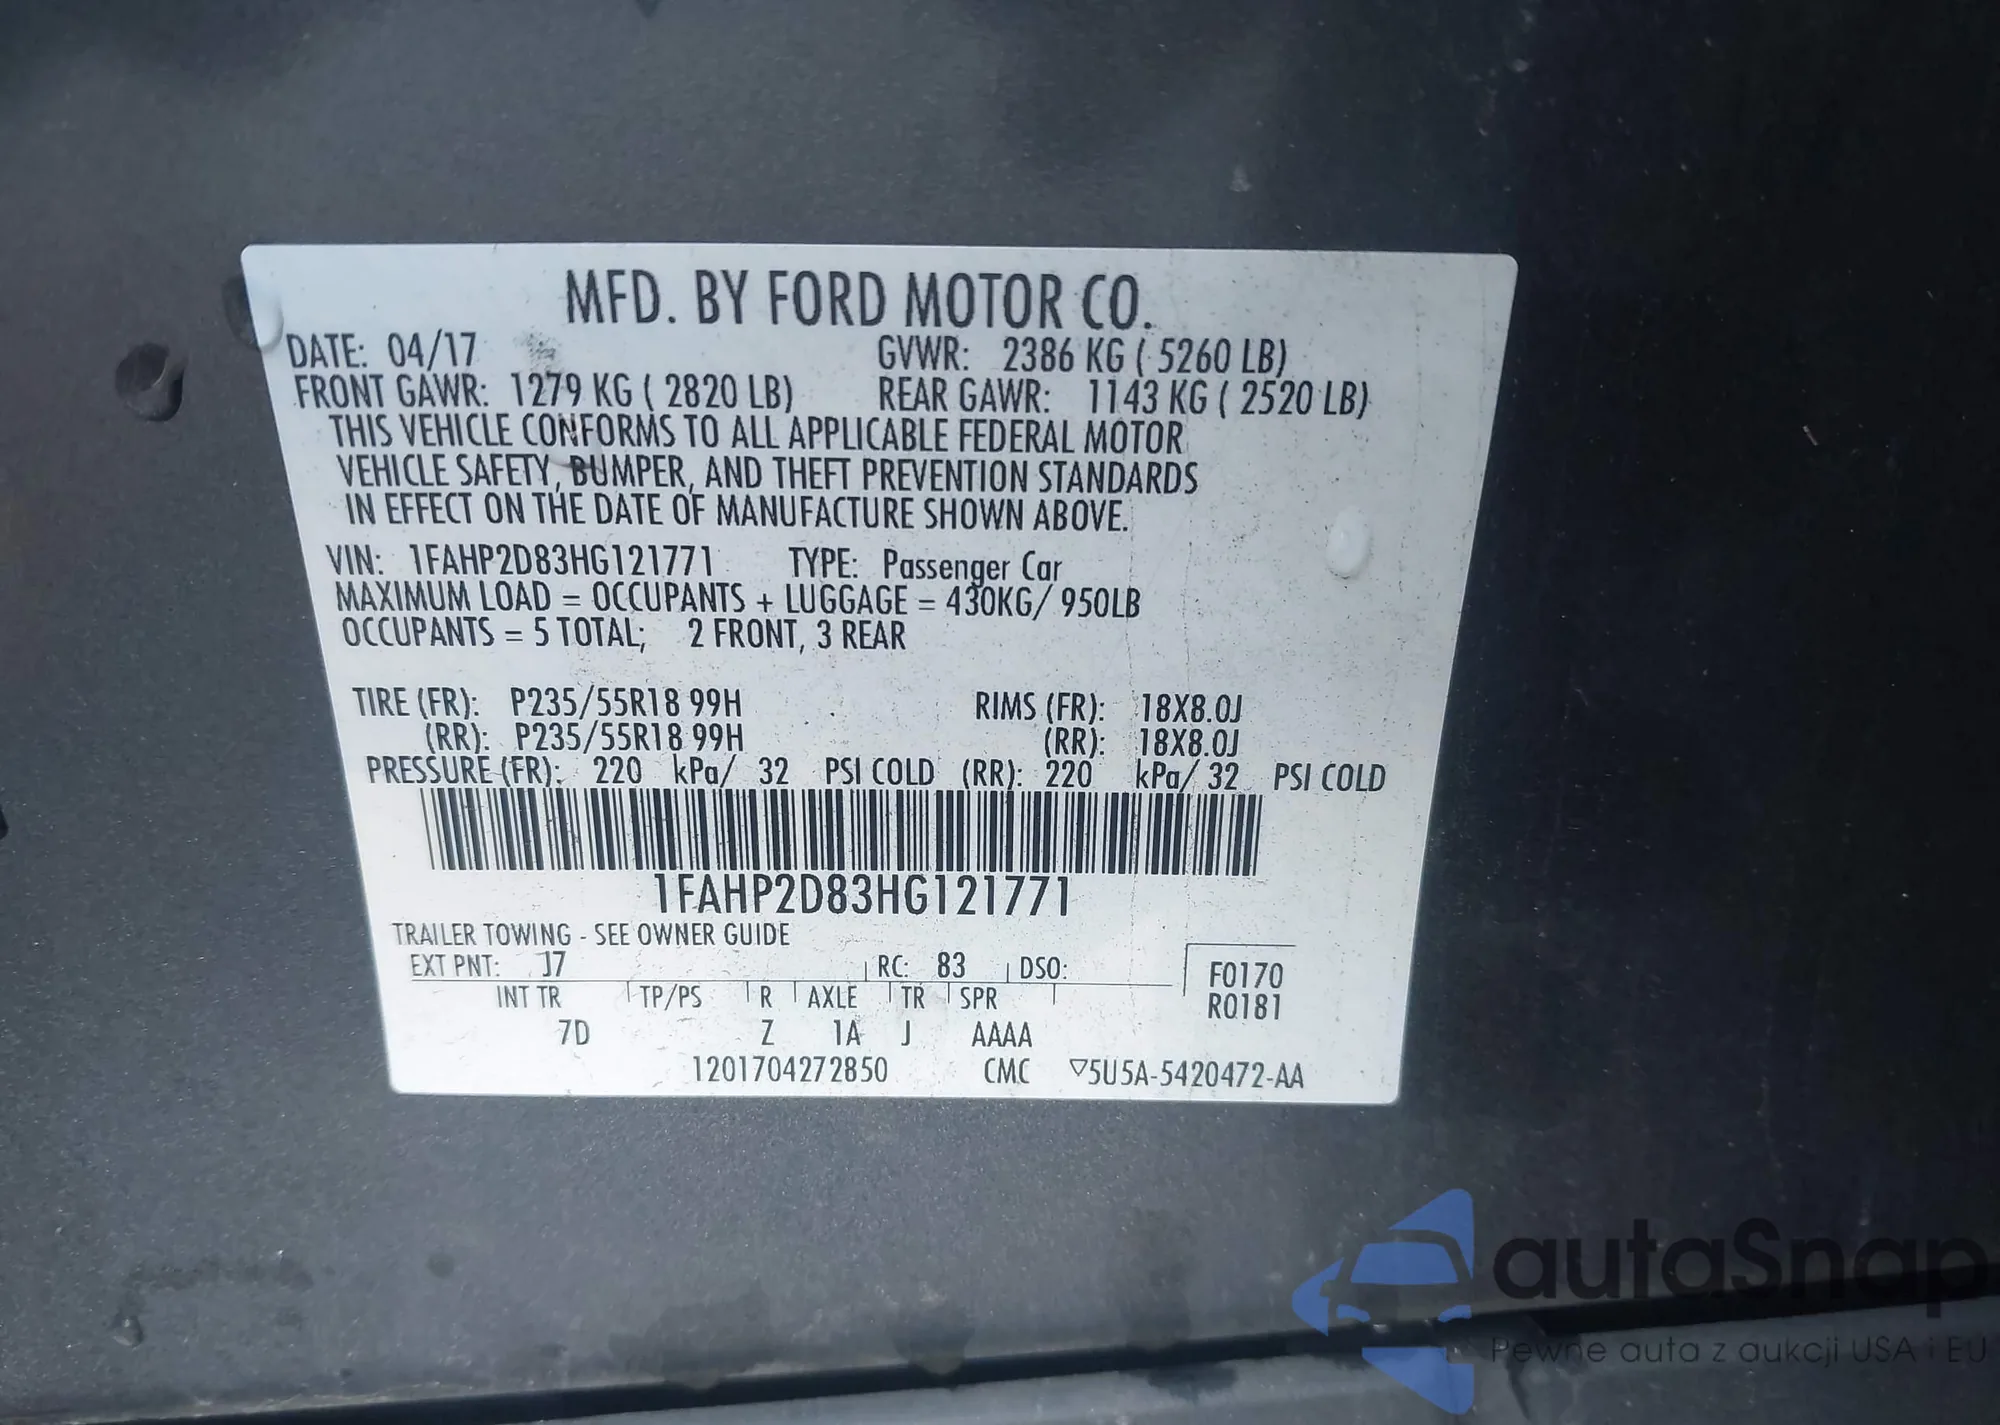 MFD. BY FORD MOTOR CO.
DATE: 04/17 GVWR: 2386 KG ( 5260 LB)
FRONT GAWR: 1279 KG ( 2820 LB) REAR GAWR: 1143 KG ( 2520 LB)
THIS VEHICLE CONFORMS TO ALL APPLICABLE FEDERAL MOTOR
VEHICLE SAFETY, BUMPER, AND THEFT PREVENTION STANDARDS
IN EFFECT ON THE DATE OF MANUFACTURE SHOWN ABOVE.
VIN: 1FAHP2D83HG121771 TYPE: Passenger Car
MAXIMUM LOAD = OCCUPANTS + LUGGAGE = 430KG/ 950LB
OCCUPANTS = 5 TOTAL; 2 FRONT, 3 REAR
TIRE (FR): P235/55R18 99H RIMS (FR): 18X8.0J
(RR): P235/55R18 99H (RR): 18X8.0J
PRESSURE (FR): 220 kPa/ 32 PSI COLD (RR): 220 kPa/ 32 PSI COLD
1FAHP2D83HG121771
TRAILER TOWING - SEE OWNER GUIDE
EXT PNT: J7 RC: 83 DSO: F0170
INT TR TP/PS R AXLE TR SPR R0181
7D Z 1A J AAAA
1201704272850 CMC ▽5U5A-5420472-AA
autaSnap
Pewne auta z aukcji USA i EU